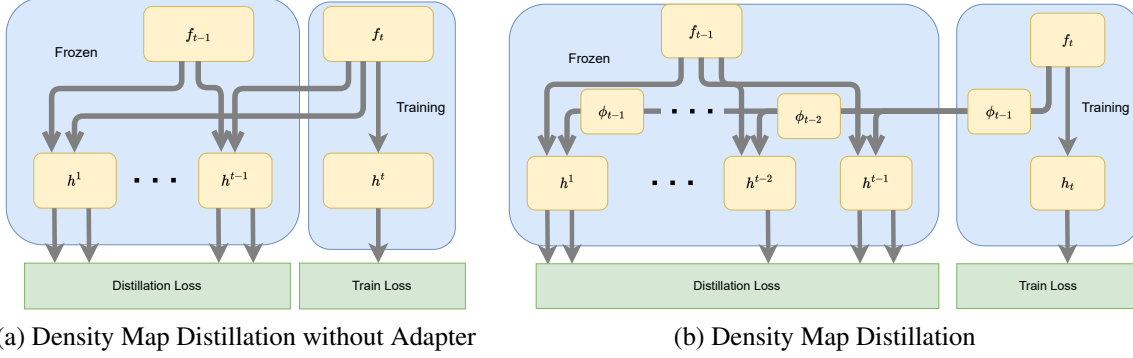 f_{t-1}
f_t
Frozen
Training
h^1
. . .
h^{t-1}
h^t
Distillation Loss
Train Loss
(a) Density Map Distillation without Adapter
f_{t-1}
f_t
Frozen
Training
ϕ_{t-1}
. . .
ϕ_{t-2}
ϕ_{t-1}
h^1
. . .
h^{t-2}
h^{t-1}
h_t
Distillation Loss
Train Loss
(b) Density Map Distillation